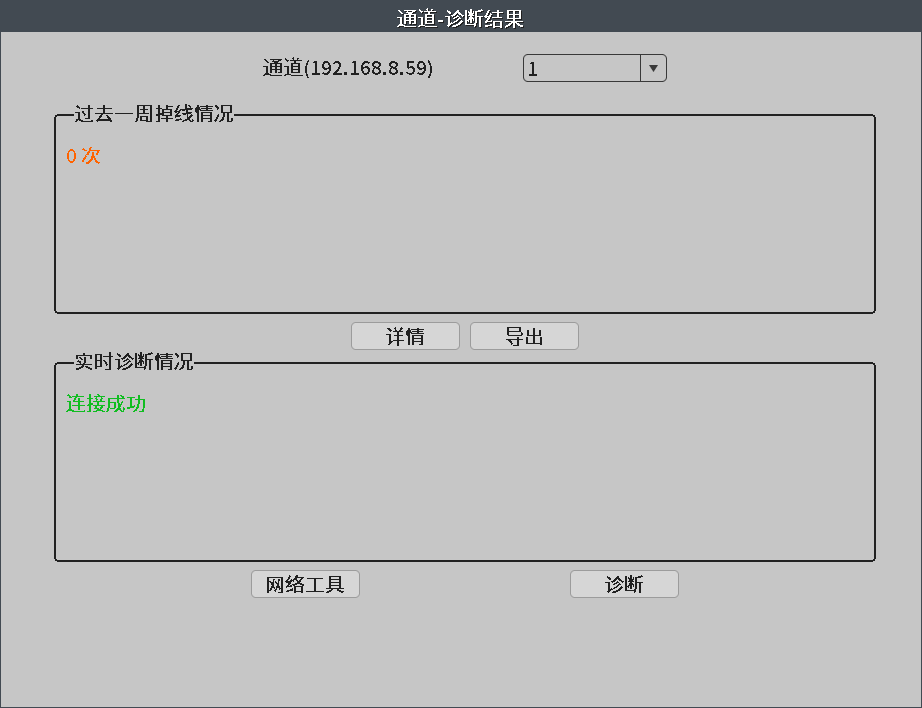 通道-诊断结果
通道(192.168.8.59) 1
过去一周掉线情况
0 次
详情 导出
实时诊断情况
连接成功
网络工具 诊断